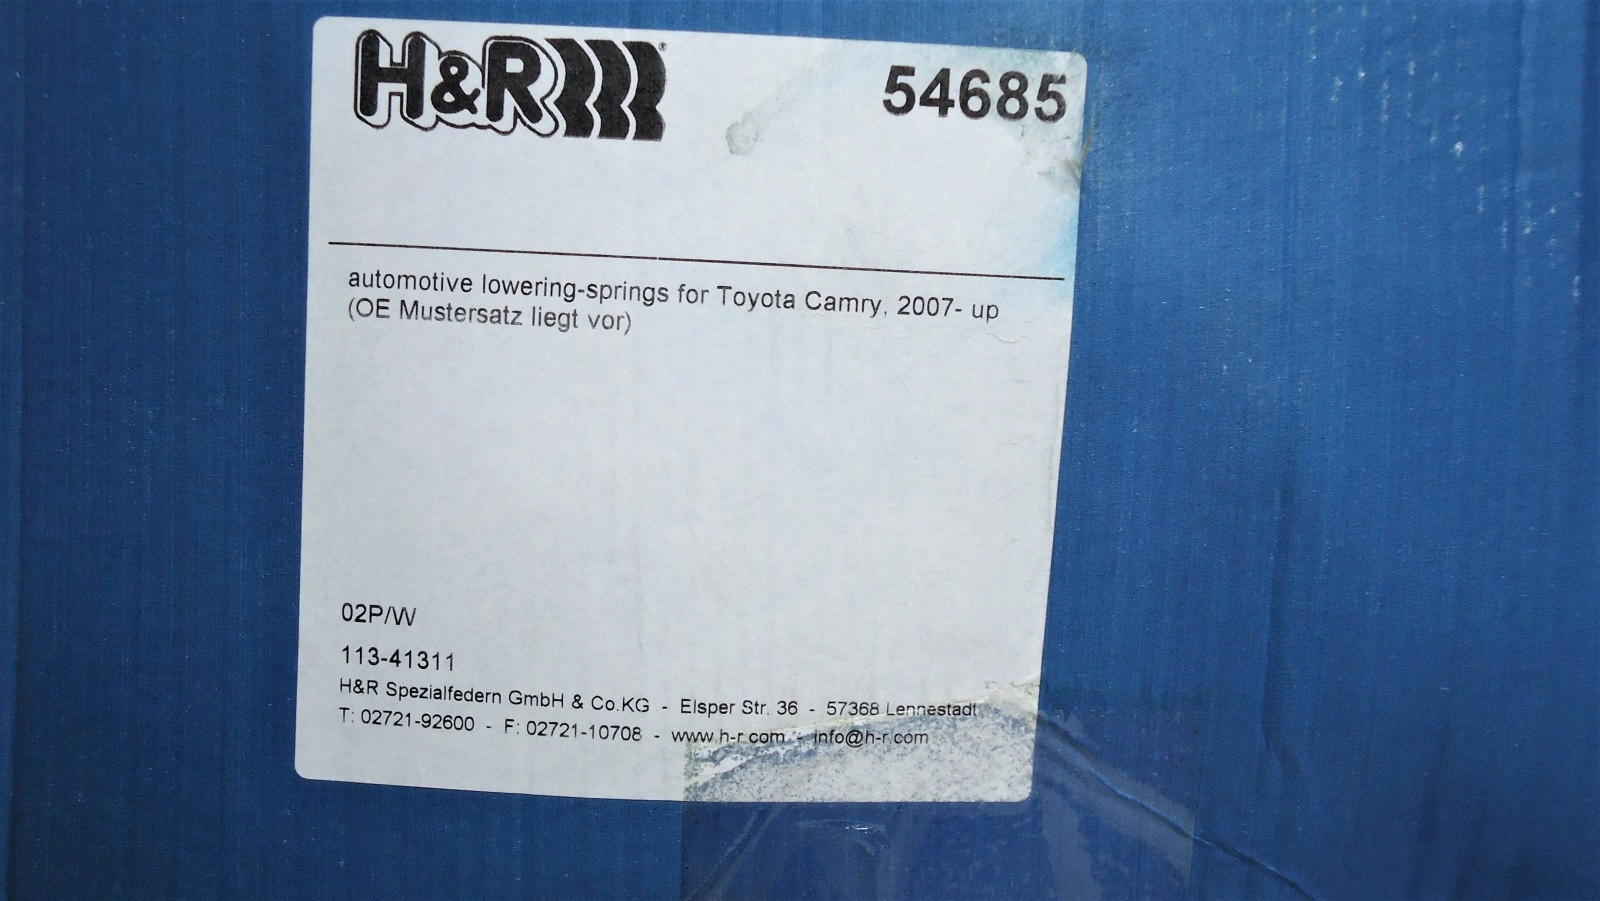 H&R®
54685
automotive lowering-springs for Toyota Camry, 2007- up
(OE Mustersatz liegt vor)
02P/W
113-41311
H&R Spezialfedern GmbH & Co.KG - Elsper Str. 36 - 57368 Lennestadt
T: 02721-92600 - F: 02721-10708 - www.h-r.com - info@h-r.com